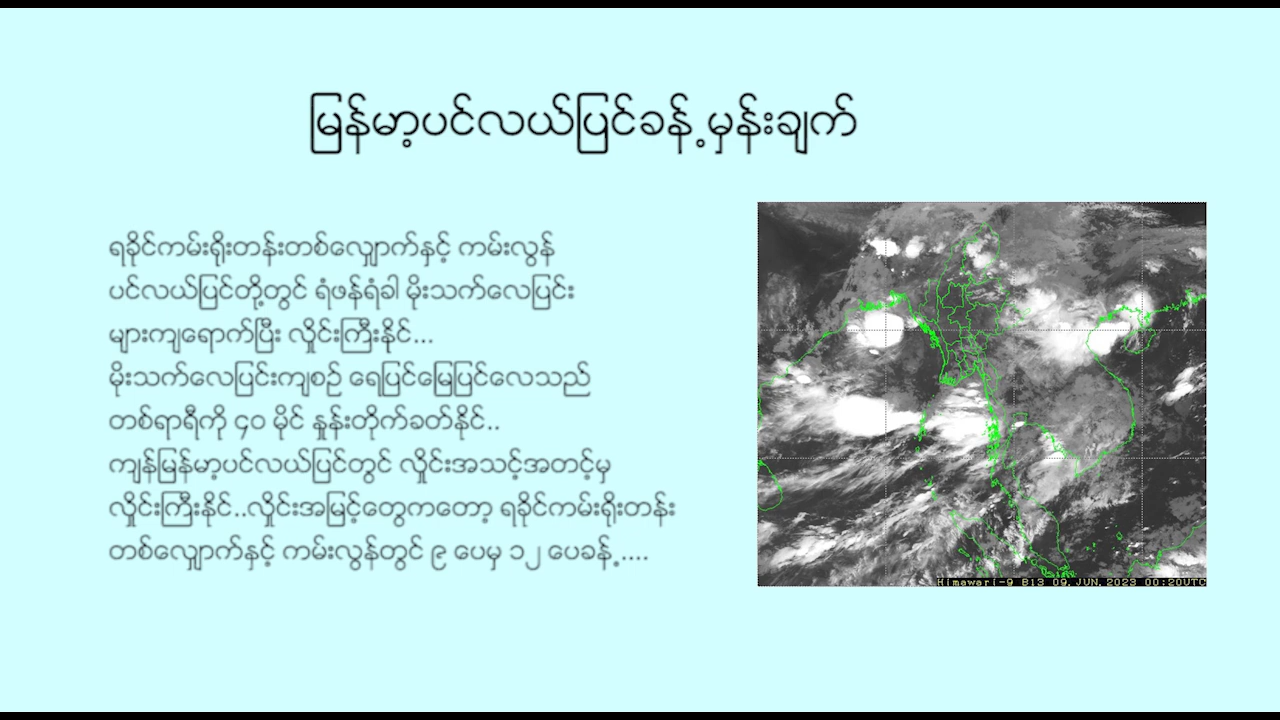 မြန်မာ့ပင်လယ်ပြင်ခန့်မှန်းချက်
ရခိုင်ကမ်းရိုးတန်းတစ်လျှောက်နှင့် ကမ်းလွန်
ပင်လယ်ပြင်တို့တွင် ရံဖန်ရံခါ မိုးသက်လေပြင်း
များကျရောက်ပြီး လှိုင်းကြီးနိုင်...
မိုးသက်လေပြင်းကျစဉ် ရေပြင်မြေပြင်လေသည်
တစ်ရာရီကို ၄၀ မိုင် နှုန်းတိုက်ခတ်နိုင်..
ကျန်မြန်မာ့ပင်လယ်ပြင်တွင် လှိုင်းအသင့်အတင့်မှ
လှိုင်းကြီးနိုင်..လှိုင်းအမြင့်တွေကတော့ ရခိုင်ကမ်းရိုးတန်း
တစ်လျှောက်နှင့် ကမ်းလွန်တွင် ၉ ပေမှ ၁၂ ပေခန့်....
Himawari-9 B13 09.JUN.2023 00:20UTC